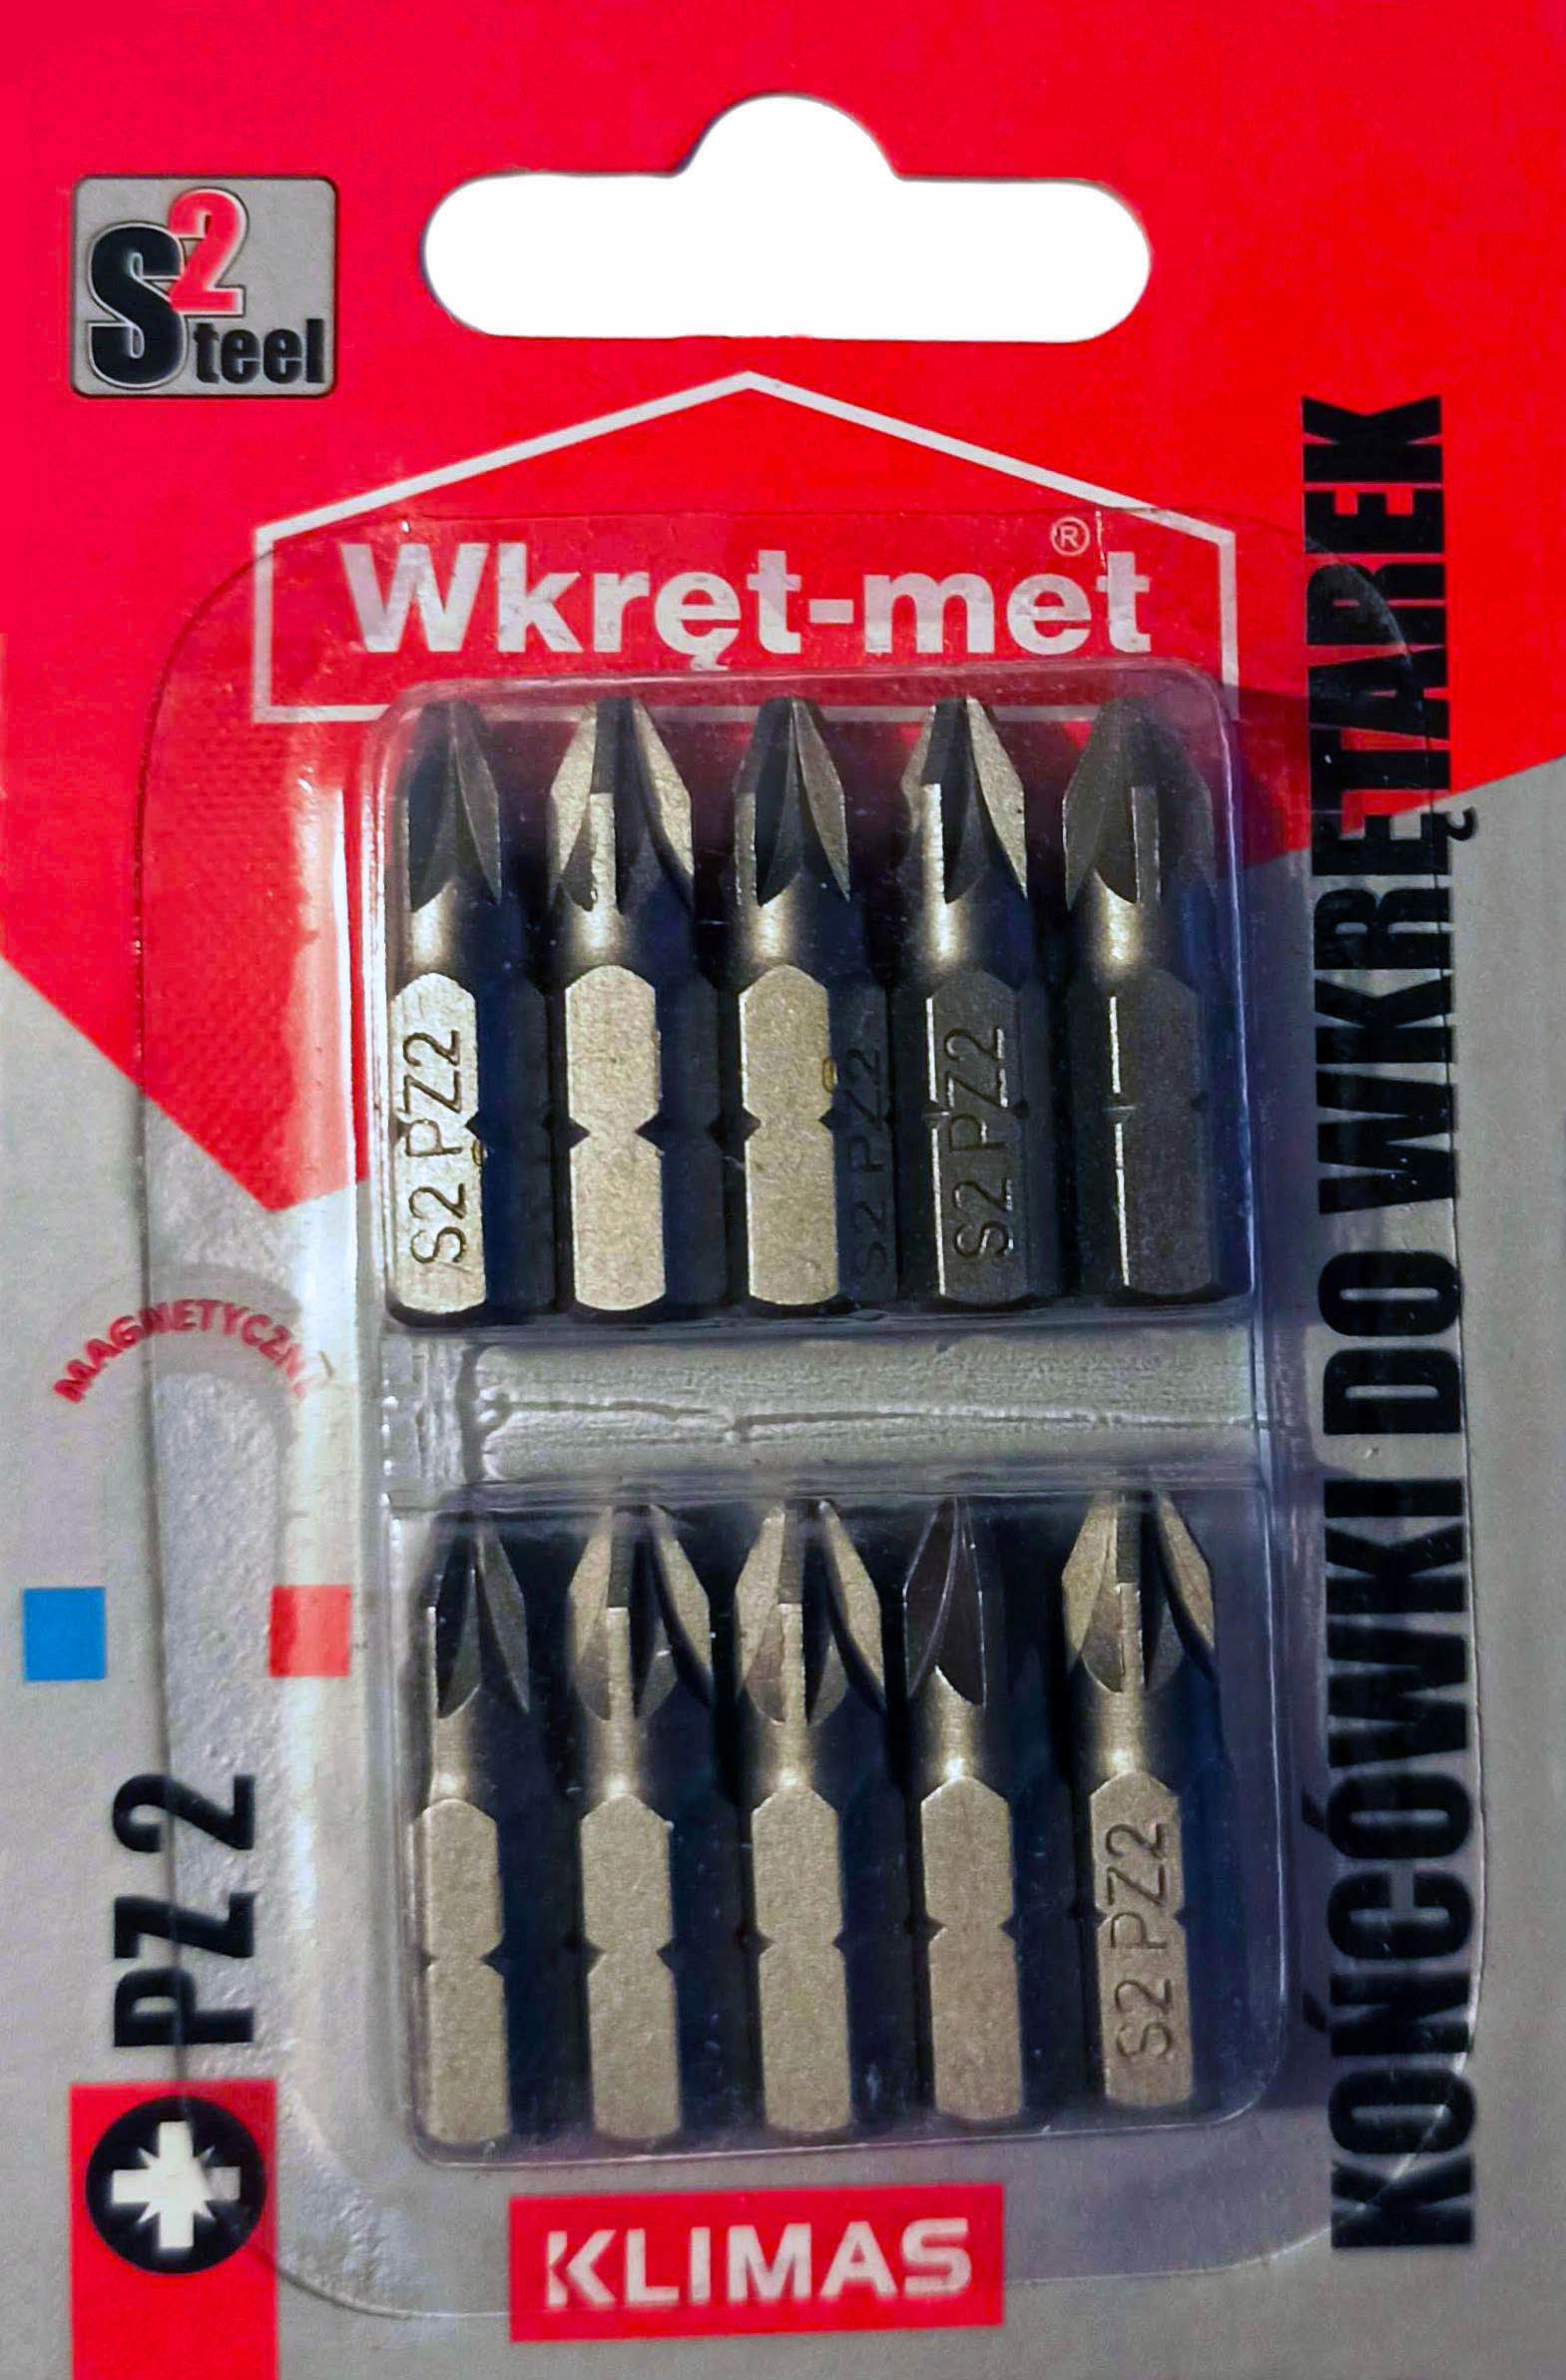 S2 Steel
Wkręt-met®
KOŃCÓWKI DO WKRĘTAREK
S2 PZ2
S2 PZ2
S2 PZ2
MAGNETYCZNE
PZ 2
S2 PZ2
KLIMAS